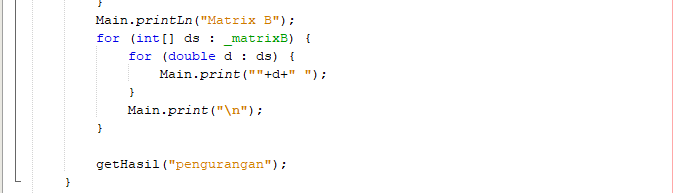 }
Main.printLn("Matrix B");
for (int[] ds : _matrixB) {
for (double d : ds) {
Main.print(""+d+" ");
}
Main.print("\n");
}
getHasil("pengurangan");
}